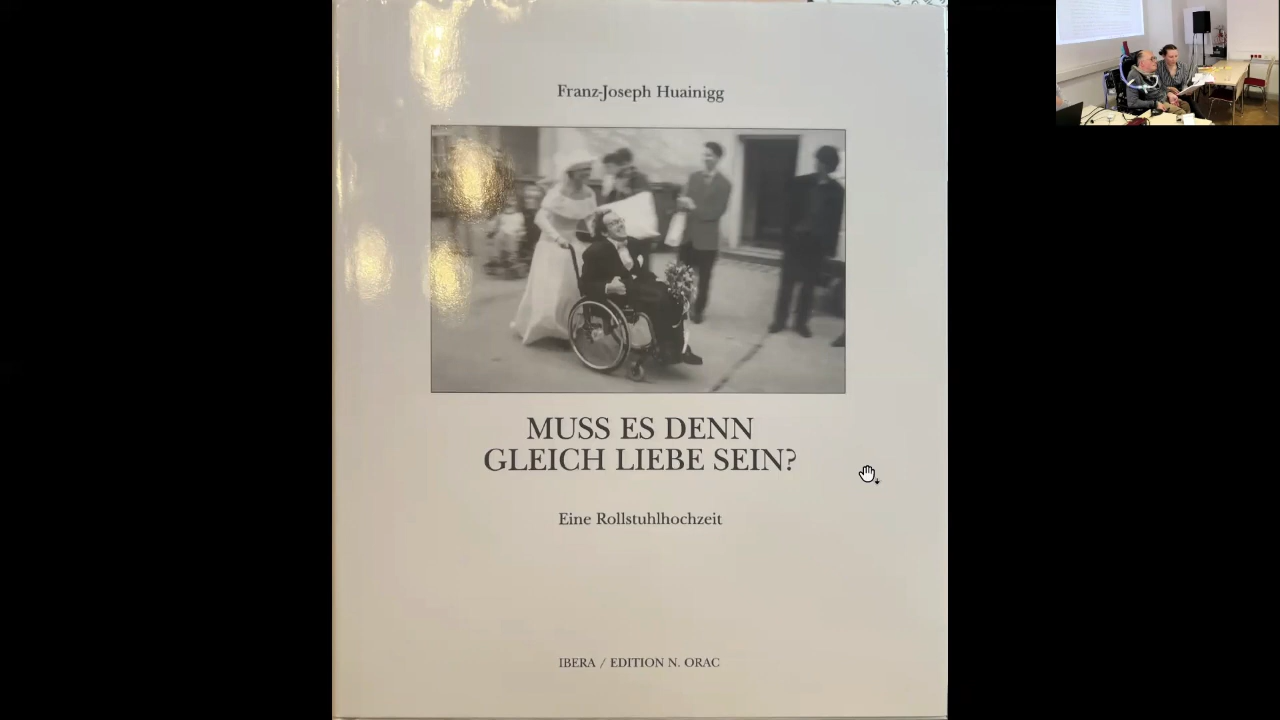 Franz-Joseph Huainigg
MUSS ES DENN
GLEICH LIEBE SEIN?
Eine Rollstuhlhochzeit
IBERA / EDITION N. ORAC